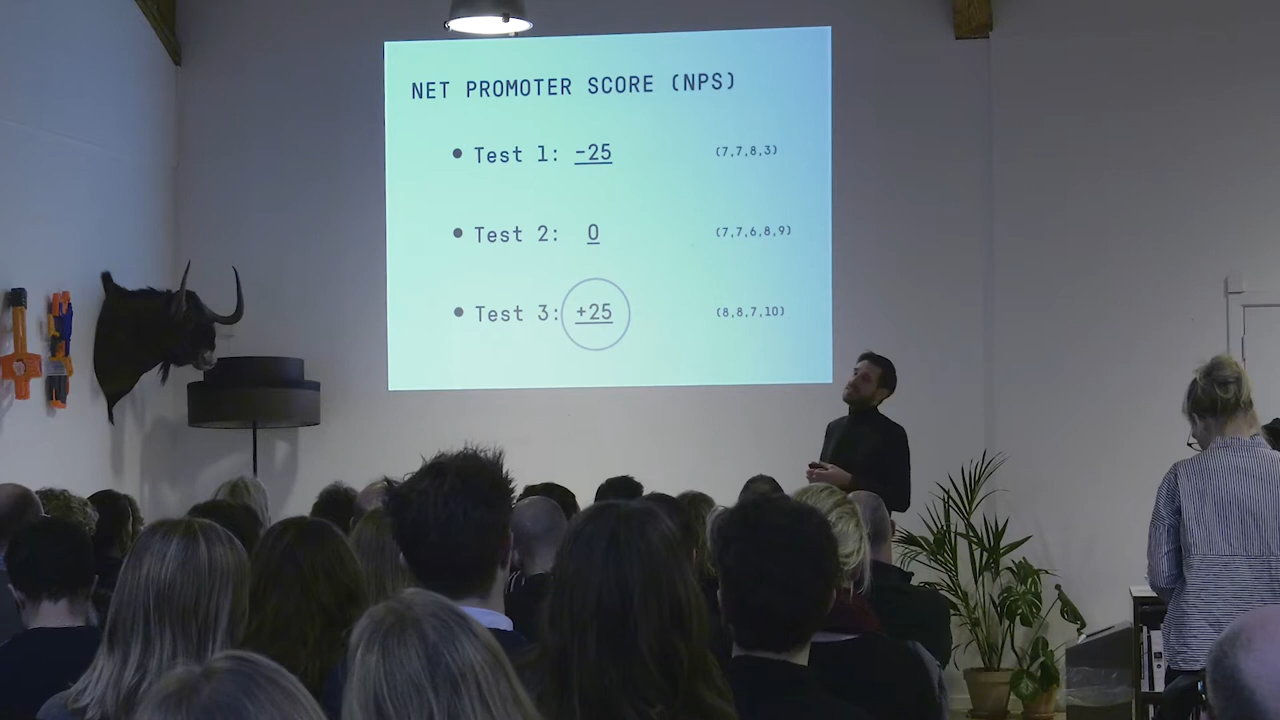 NET PROMOTER SCORE (NPS)
• Test 1: -25 (7,7,8,3)
• Test 2: 0 (7,7,6,8,9)
• Test 3: +25 (8,8,7,10)